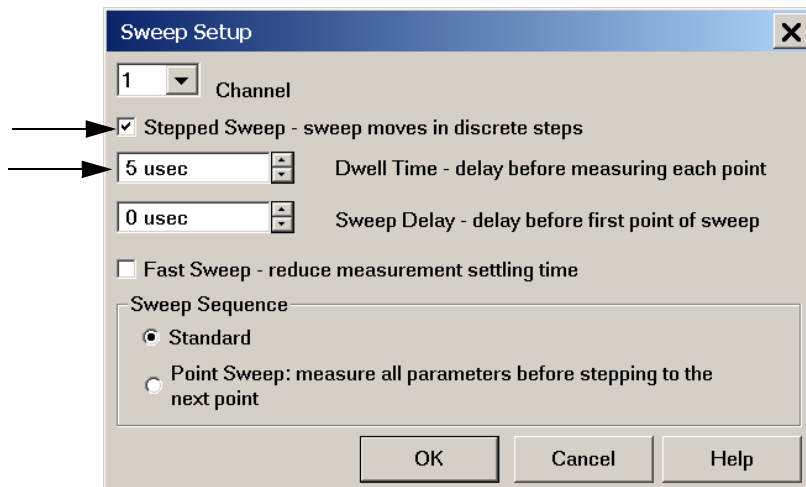 Sweep Setup
1 Channel
Stepped Sweep - sweep moves in discrete steps
5 usec Dwell Time - delay before measuring each point
0 usec Sweep Delay - delay before first point of sweep
Fast Sweep - reduce measurement settling time
Sweep Sequence
Standard
Point Sweep: measure all parameters before stepping to the
next point
OK Cancel Help